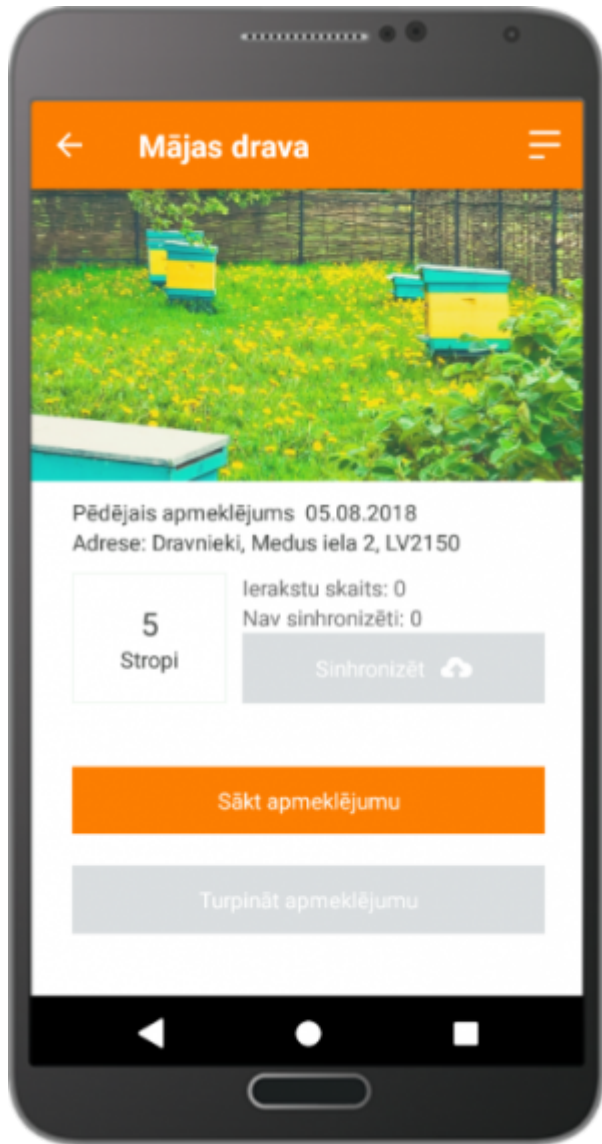 Mājas drava
Pēdējais apmeklējums 05.08.2018
Adrese: Dravnieki, Medus iela 2, LV2150
5
Stropi
Ierakstu skaits: 0
Nav sinhronizēti: 0
Sinhronizēt
Sākt apmeklējumu
Turpināt apmeklējumu